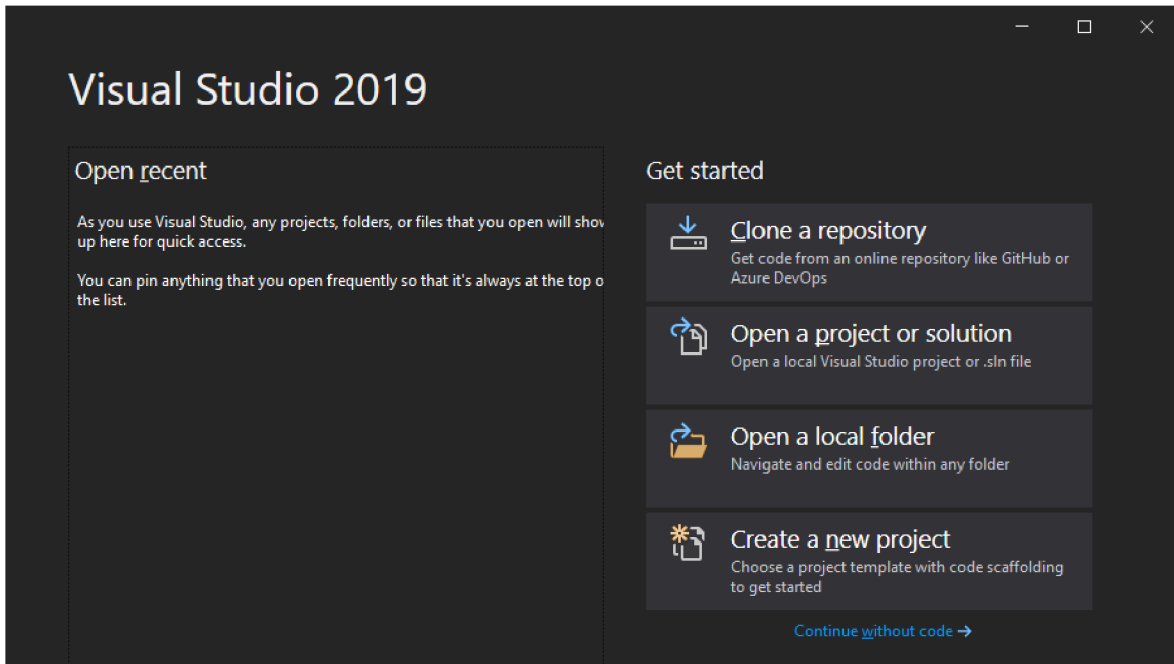 Visual Studio 2019
Open recent
As you use Visual Studio, any projects, folders, or files that you open will show
up here for quick access.
You can pin anything that you open frequently so that it's always at the top o
the list.
Get started
Clone a repository
Get code from an online repository like GitHub or
Azure DevOps
Open a project or solution
Open a local Visual Studio project or .sln file
Open a local folder
Navigate and edit code within any folder
Create a new project
Choose a project template with code scaffolding
to get started
Continue without code →